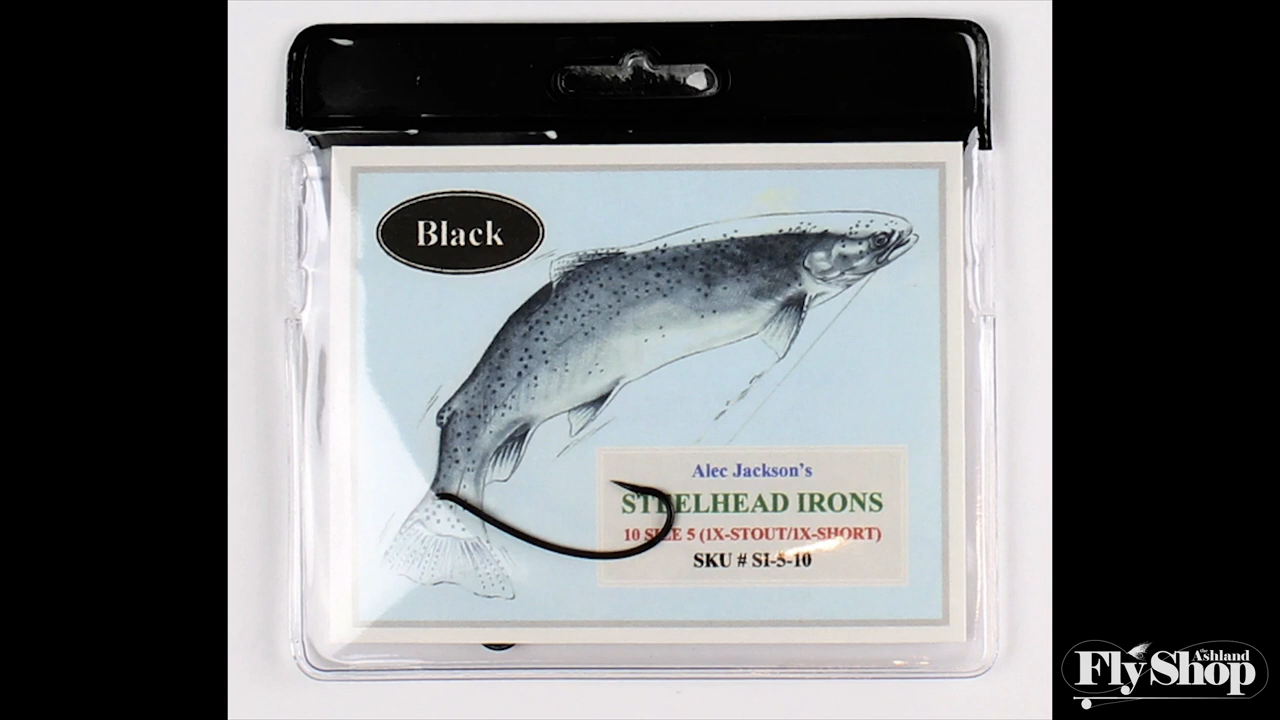 Black
Alec Jackson's
STEELHEAD IRONS
10 SIZE 5 (1X-STOUT/1X-SHORT)
SKU # SI-5-10
The Ashland
Fly Shop